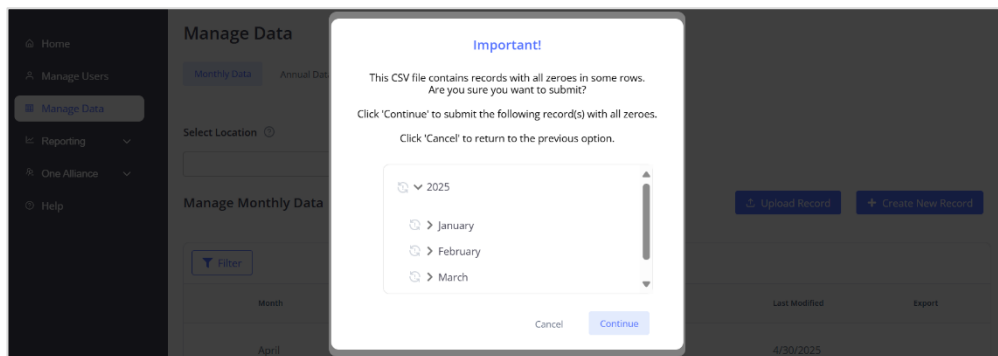 Home
Manage Users
Manage Data
Reporting
One Alliance
Help
Manage Data
Monthly Data Annual Dat
Select Location
Manage Monthly Data
Upload Record + Create New Record
Filter
Month Last Modified Export
April 4/30/2025
Important!
This CSV file contains records with all zeroes in some rows.
Are you sure you want to submit?
Click 'Continue' to submit the following record(s) with all zeroes.
Click 'Cancel' to return to the previous option.
2025
January
February
March
Cancel Continue